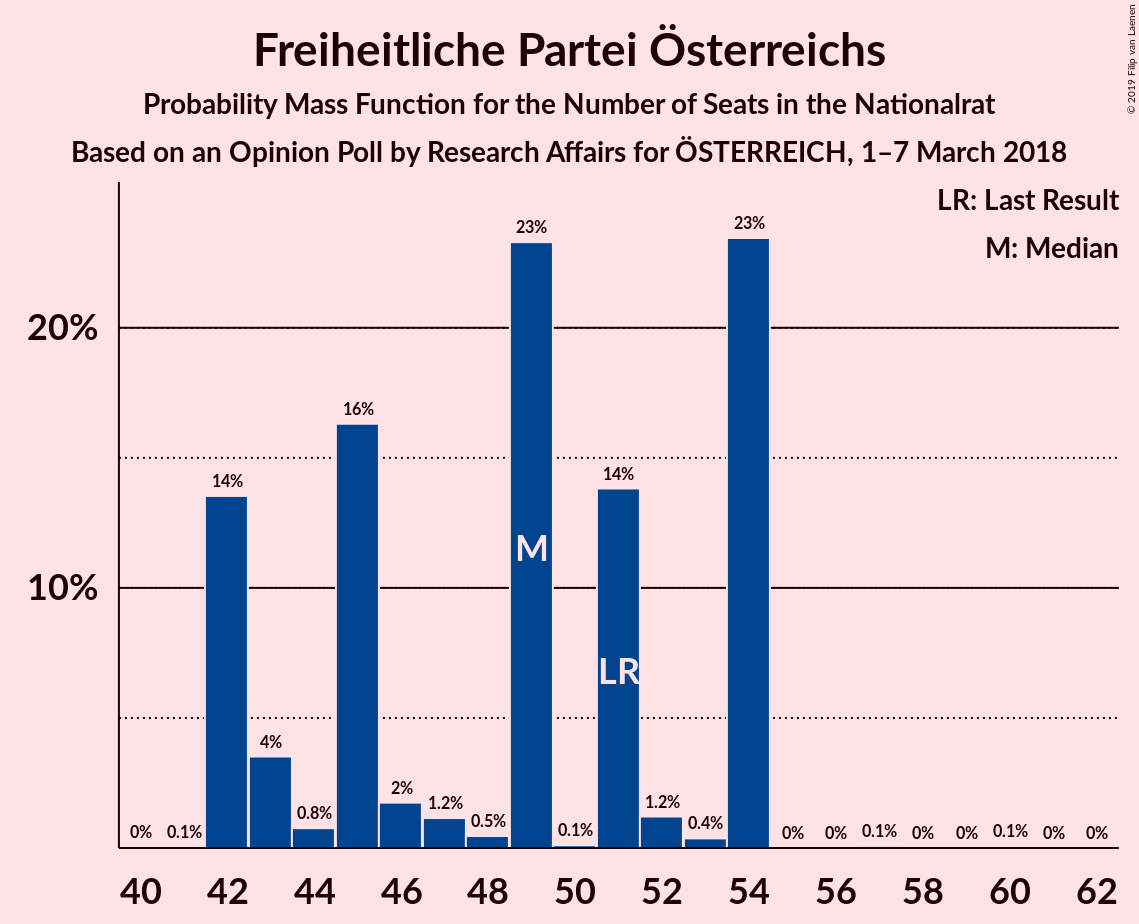 Freiheitliche Partei Österreichs
Probability Mass Function for the Number of Seats in the Nationalrat
Based on an Opinion Poll by Research Affairs for ÖSTERREICH, 1–7 March 2018
© 2019 Filip van Laenen
LR: Last Result
M: Median
20%
10%
0%
0.1%
14%
4%
0.8%
16%
2%
1.2%
0.5%
23%
0.1%
14%
1.2%
0.4%
23%
0%
0%
0.1%
0%
0%
0.1%
0%
0%
M
LR
40 42 44 46 48 50 52 54 56 58 60 62